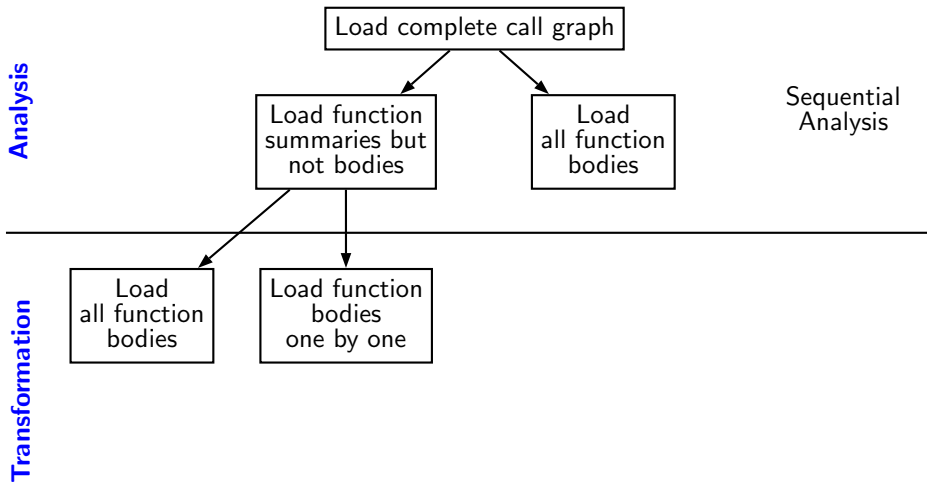 Load complete call graph
Analysis
Load function
summaries but
not bodies
Load
all function
bodies
Sequential
Analysis
Transformation
Load
all function
bodies
Load function
bodies
one by one